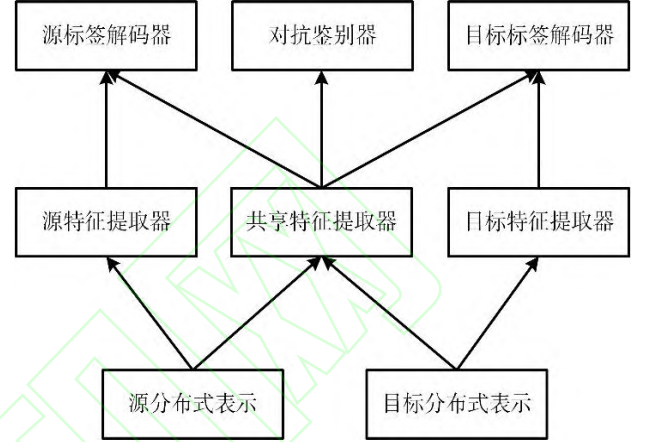 源标签解码器
对抗鉴别器
目标标签解码器
源特征提取器
共享特征提取器
目标特征提取器
源分布式表示
目标分布式表示